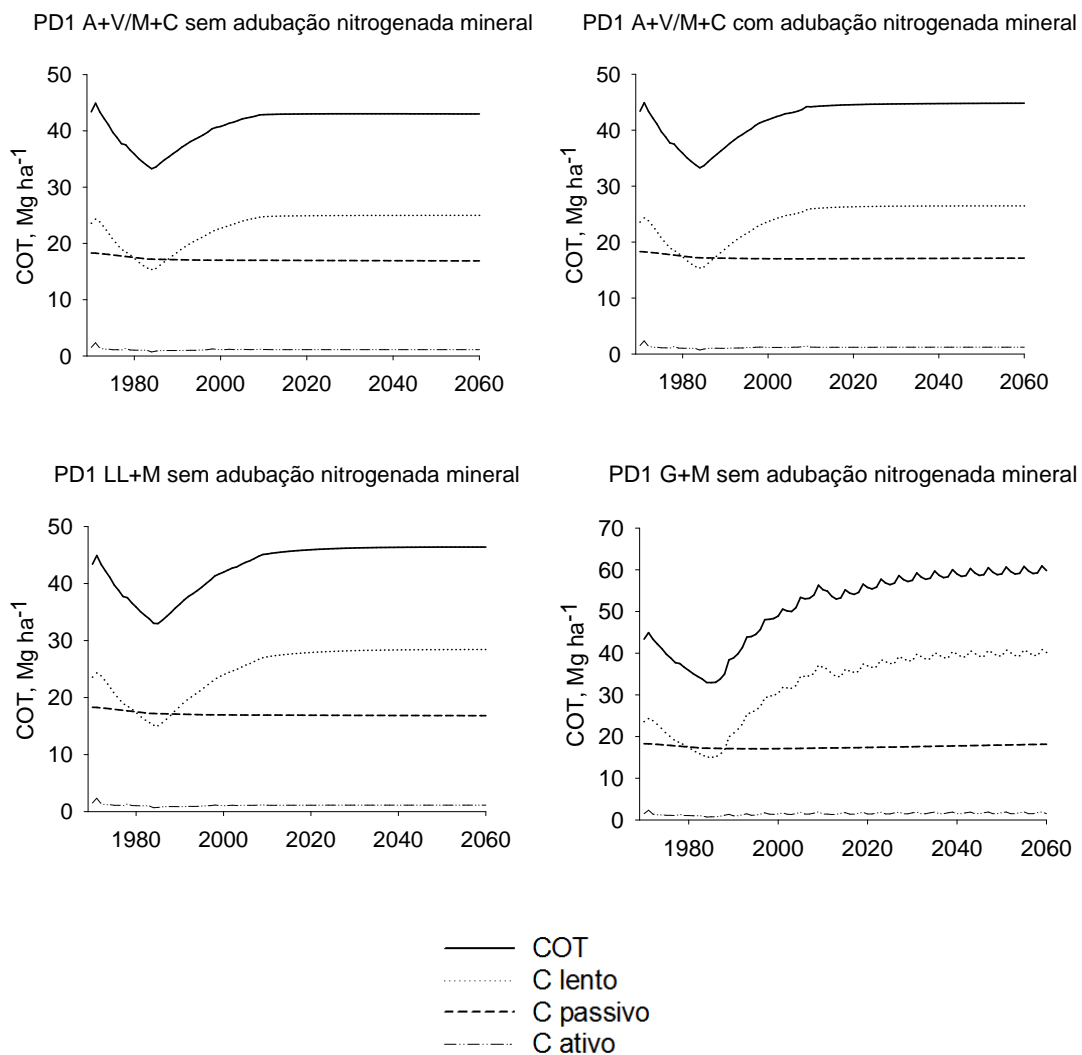 PD1 A+V/M+C sem adubação nitrogenada mineral
PD1 A+V/M+C com adubação nitrogenada mineral
COT, Mg ha-1
50
40
30
20
10
0
1980 2000 2020 2040 2060
COT, Mg ha-1
50
40
30
20
10
0
1980 2000 2020 2040 2060
PD1 LL+M sem adubação nitrogenada mineral
PD1 G+M sem adubação nitrogenada mineral
COT, Mg ha-1
50
40
30
20
10
0
1980 2000 2020 2040 2060
COT, Mg ha-1
70
60
50
40
30
20
10
0
1980 2000 2020 2040 2060
COT
C lento
C passivo
C ativo